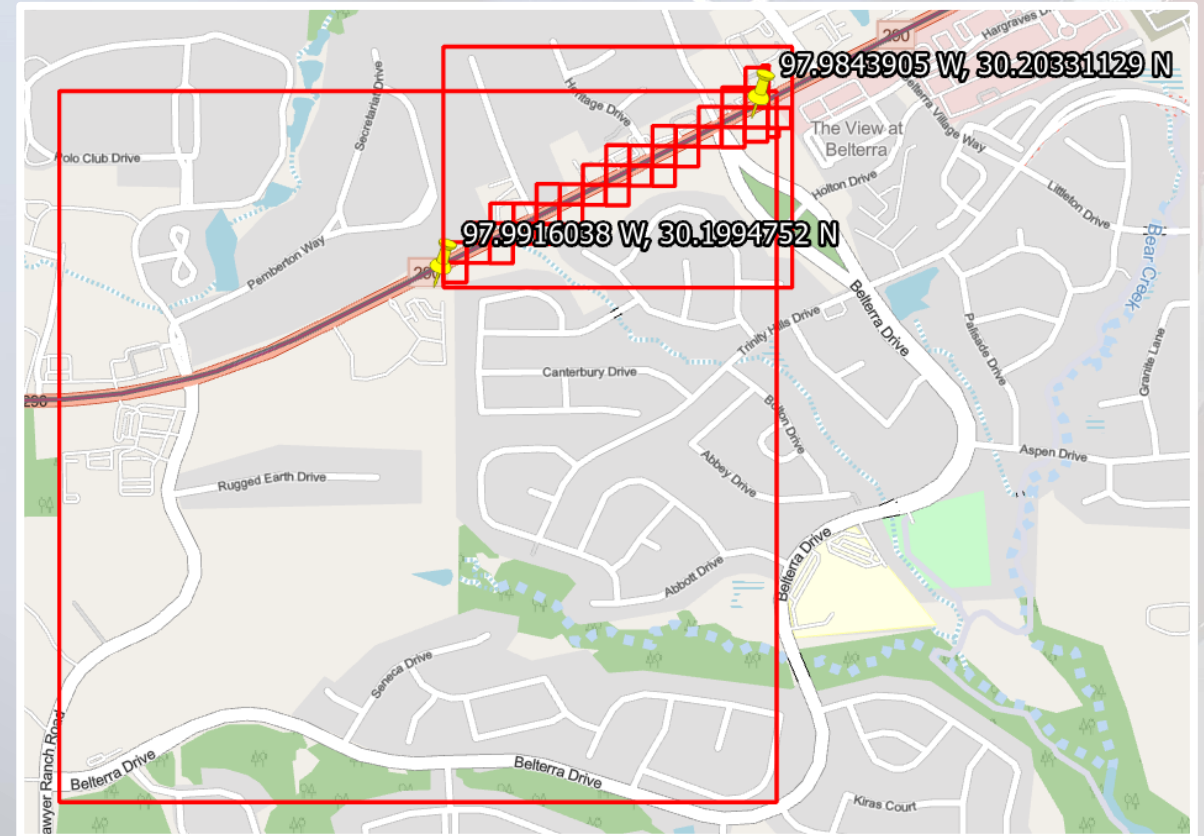 290
Hargraves D
97.9843905 W, 30.20331129 N
Secretariat Drive
Heritage Drive
Belterra Village Way
The View at
Belterra
Polo Club Drive
Holton Drive
Littleton Drive
97.9916038 W, 30.1994752 N
Bear Creek
Pemberton Way
290
Belterra Drive
Trinity Hills Drive
Palisade Drive
Granite Lane
Canterbury Drive
290
Bolton Drive
Abbey Drive
Aspen Drive
Rugged Earth Drive
Belterra Drive
Abbott Drive
Seneca Drive
awyer Ranch Road
Belterra Drive
Belterra Drive
Kiras Court